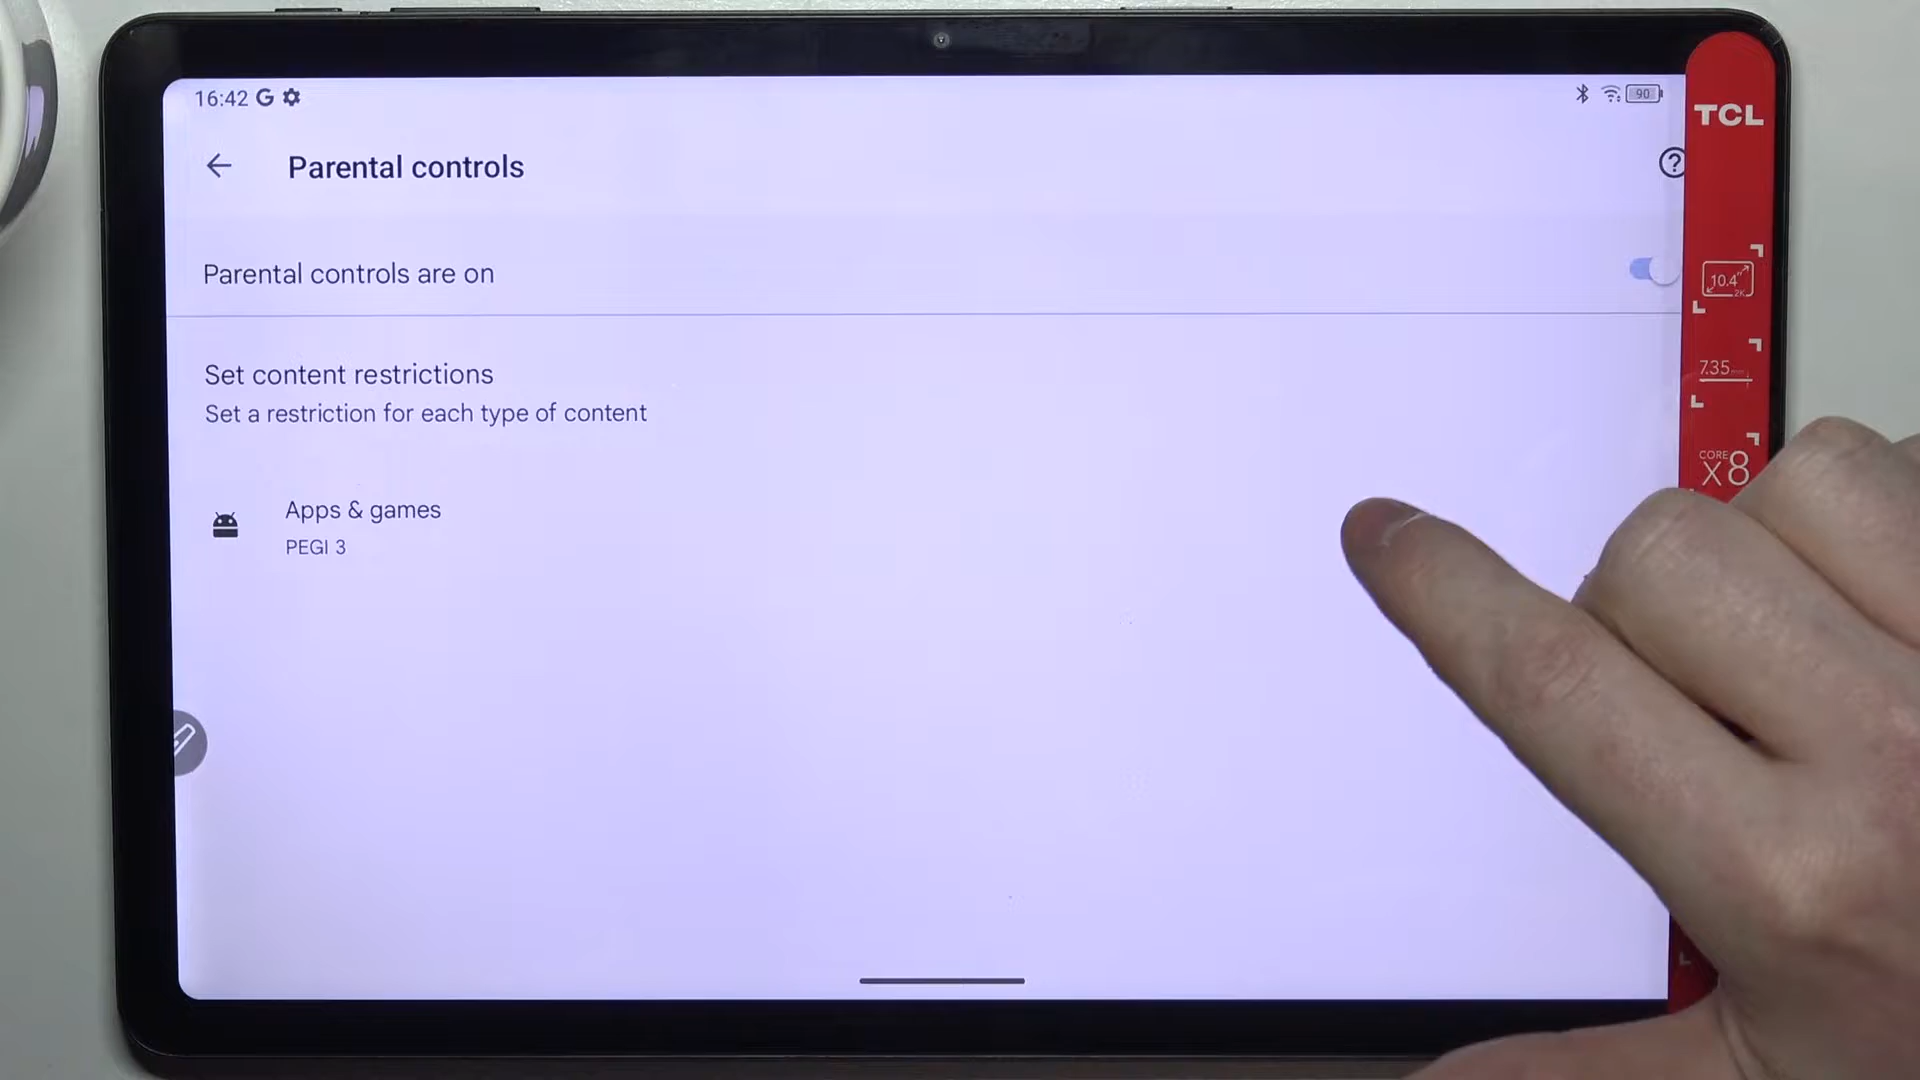 16:42 G
90
TCL
Parental controls
?
Parental controls are on
10.4"
2K
Set content restrictions
7.35
Set a restriction for each type of content
CORE
X8
Apps & games
PEGI 3